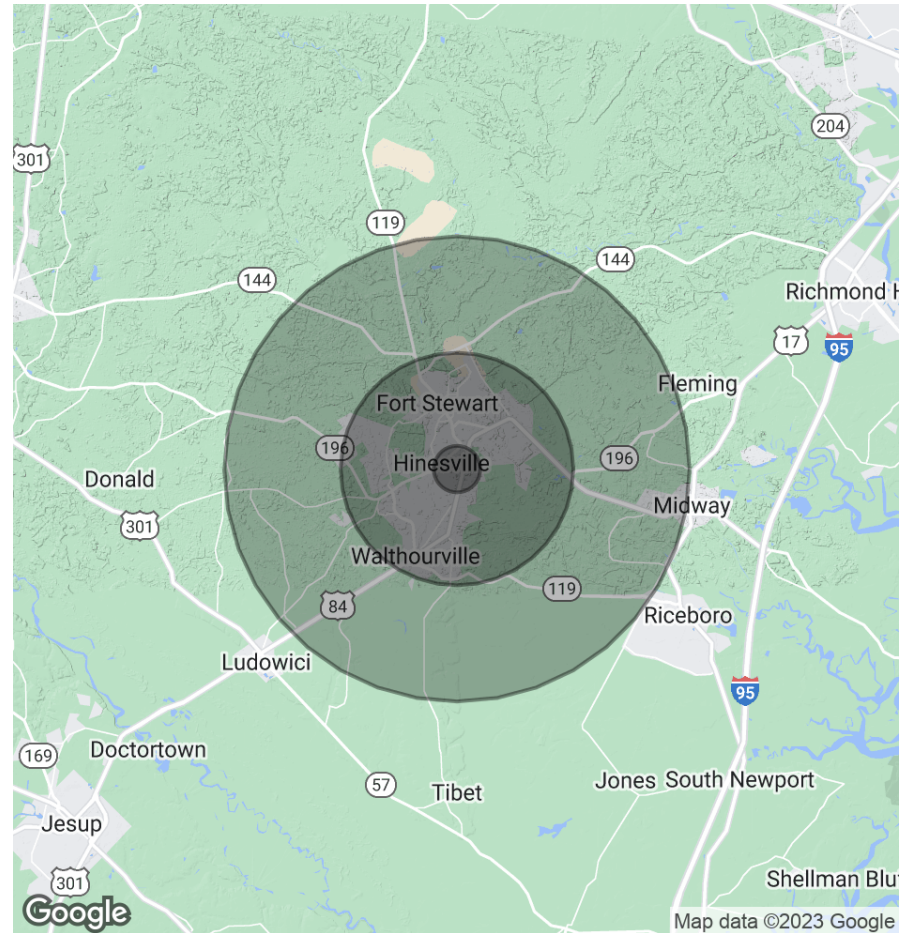 204
301
119
144
144
Richmond H
17
95
Fleming
Fort Stewart
196
Hinesville
196
Donald
Midway
301
Walthourville
119
84
Riceboro
Ludowici
95
Doctortown
169
57
Tibet
Jones
South Newport
Jesup
301
Shellman Blu
Google
Map data ©2023 Google